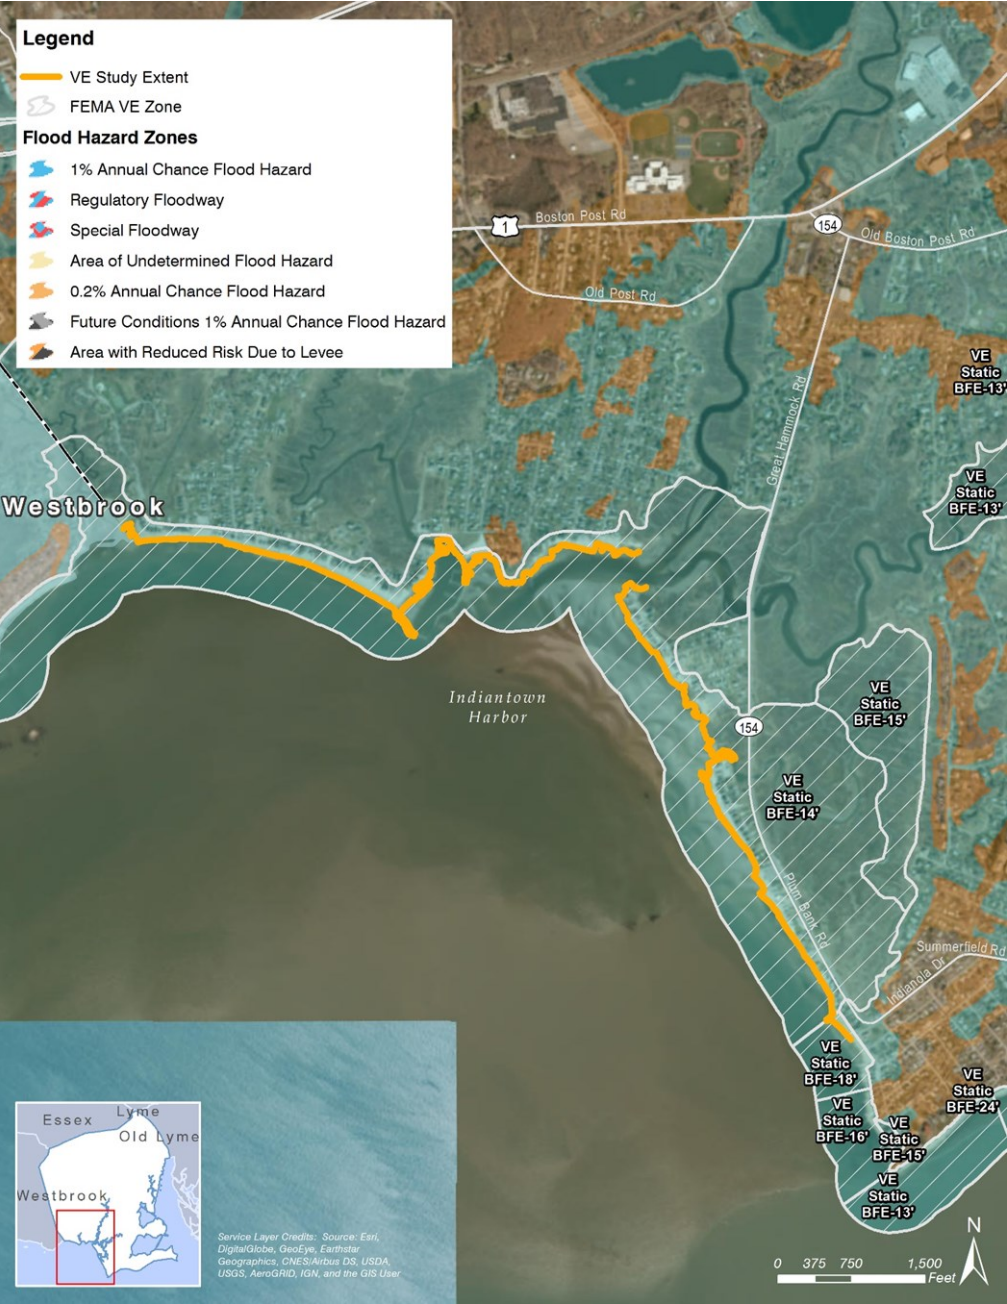 Legend
VE Study Extent
FEMA VE Zone
Flood Hazard Zones
1% Annual Chance Flood Hazard
Regulatory Floodway
Special Floodway
Area of Undetermined Flood Hazard
0.2% Annual Chance Flood Hazard
Future Conditions 1% Annual Chance Flood Hazard
Area with Reduced Risk Due to Levee
1
Boston Post Rd
154
Old Boston Post Rd
Old Post Rd
VE
Static
BFE-13'
Great Hammock Rd
VE
Static
BFE-13'
Westbrook
Indiantown
Harbor
VE
Static
BFE-15'
154
VE
Static
BFE-14'
Plum Bank Rd
Summerfield Rd
Indianola Dr
VE
Static
BFE-18'
VE
Static
BFE-24'
VE
Static
BFE-16'
VE
Static
BFE-15'
VE
Static
BFE-13'
Essex
Lyme
Old Lyme
Westbrook
Service Layer Credits: Source: Esri,
DigitalGlobe, GeoEye, Earthstar
Geographics, CNES/Airbus DS, USDA,
USGS, AeroGRID, IGN, and the GIS User
N
0 375 750 1,500
Feet